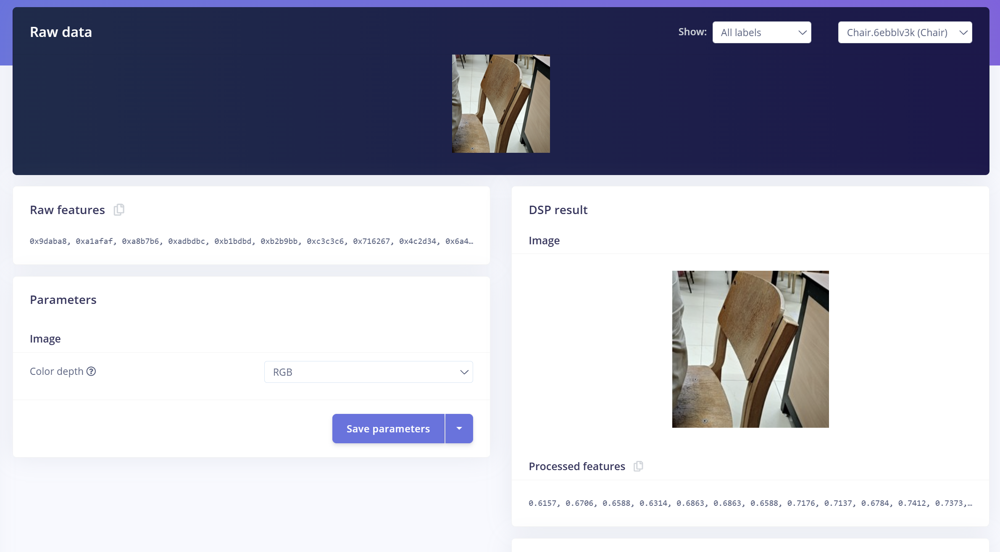 Raw data
Show: All labels Chair.6ebblv3k (Chair)
Raw features
0x9daba8, 0xa1afaf, 0xa8b7b6, 0xadbdbc, 0xb1bdbd, 0xb2b9bb, 0xc3c3c6, 0x716267, 0x4c2d34, 0x6a4…
Parameters
Image
Color depth ? RGB
Save parameters
DSP result
Image
Processed features
0.6157, 0.6706, 0.6588, 0.6314, 0.6863, 0.6863, 0.6588, 0.7176, 0.7137, 0.6784, 0.7412, 0.7373,…